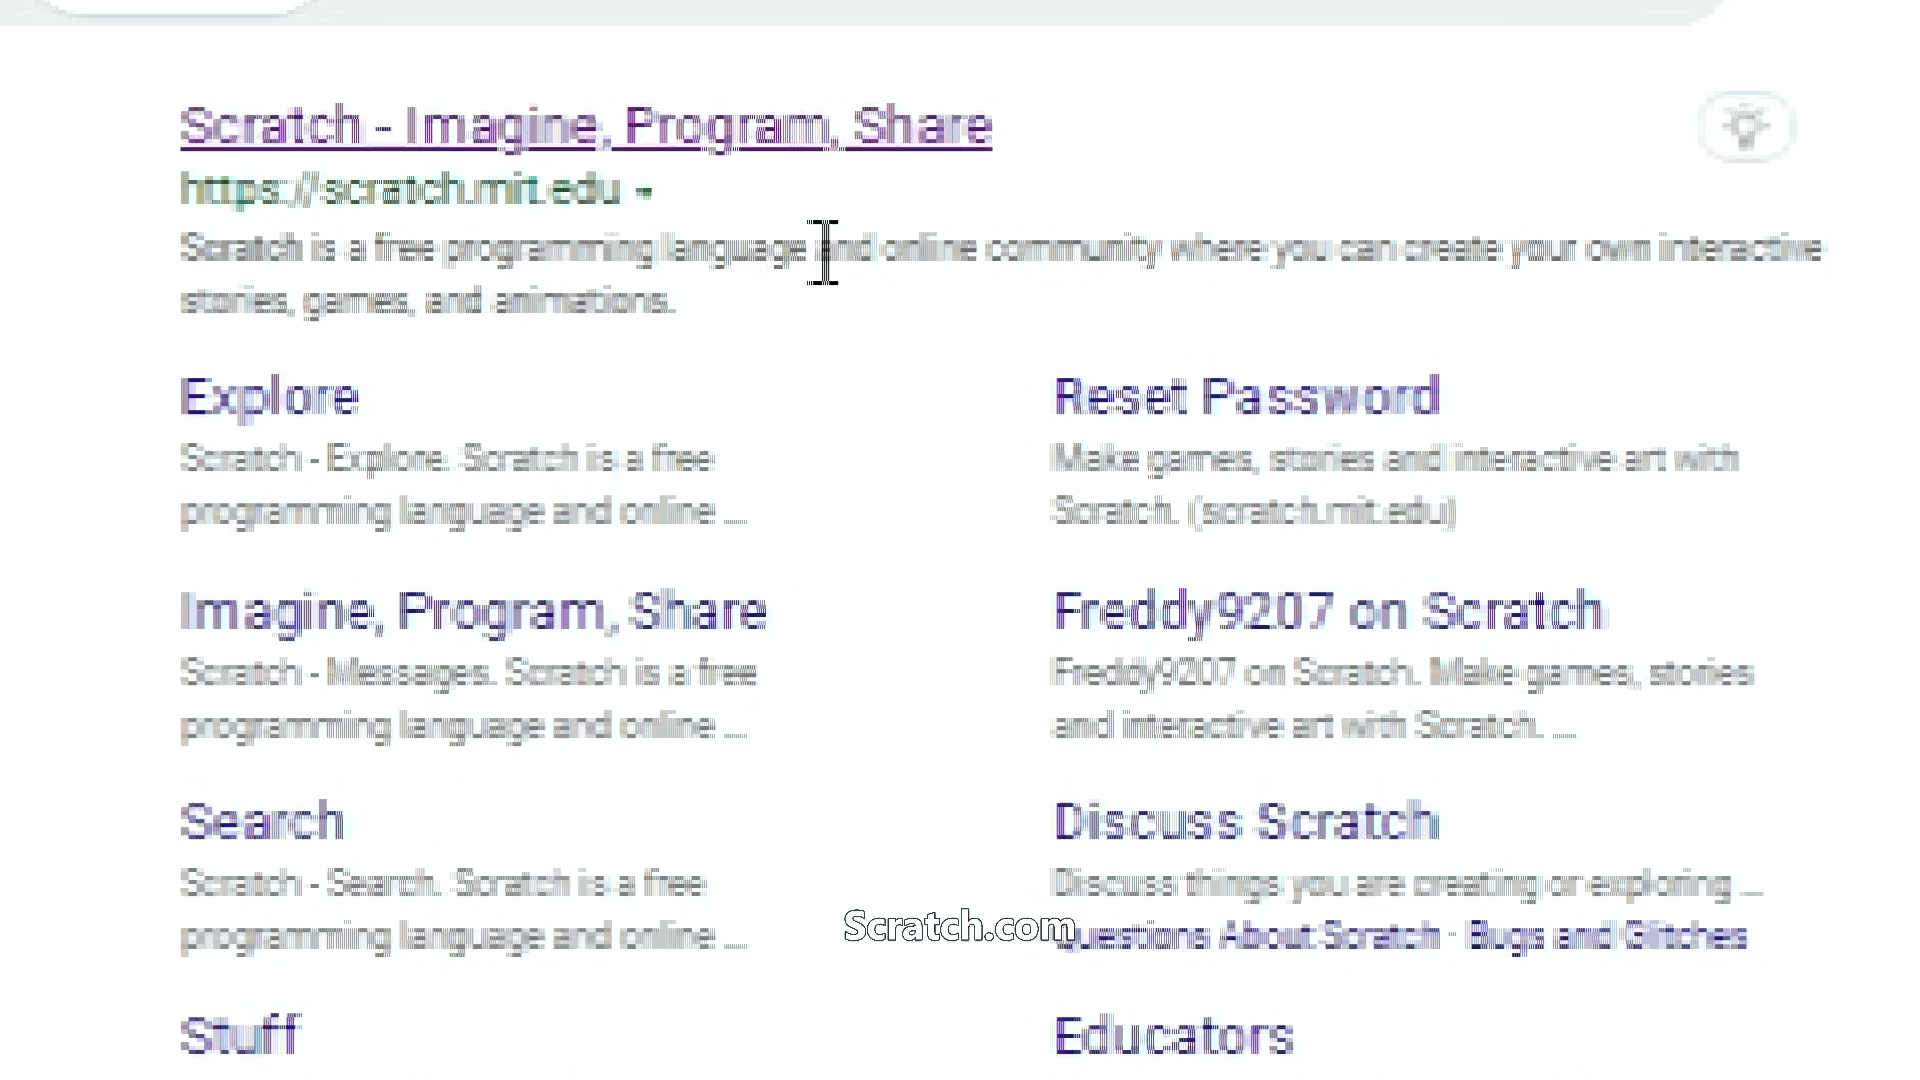 Scratch - Imagine, Program, Share
https://scratch.mit.edu
Scratch is a free programming language and online community where you can create your own interactive
stories, games, and animations.
Explore
Scratch - Explore. Scratch is a free
programming language and online ...
Reset Password
Make games, stories and interactive art with
Scratch. (scratch.mit.edu)
Imagine, Program, Share
Scratch - Messages. Scratch is a free
programming language and online ...
Freddy9207 on Scratch
Freddy9207 on Scratch. Make games, stories
and interactive art with Scratch. ...
Search
Scratch - Search. Scratch is a free
programming language and online ...
Discuss Scratch
Discuss things you are creating or exploring ...
Questions About Scratch · Bugs and Glitches
Scratch.com
Stuff
Educators